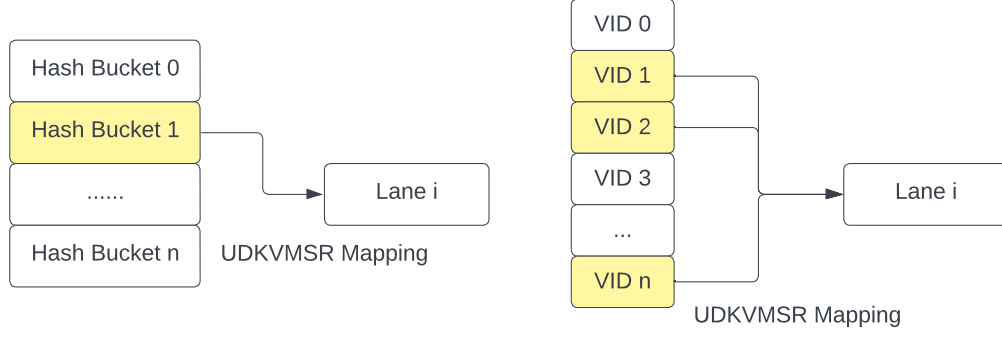 Hash Bucket 0
Hash Bucket 1
......
Hash Bucket n
Lane i
UDKVMSR Mapping
VID 0
VID 1
VID 2
VID 3
...
VID n
Lane i
UDKVMSR Mapping